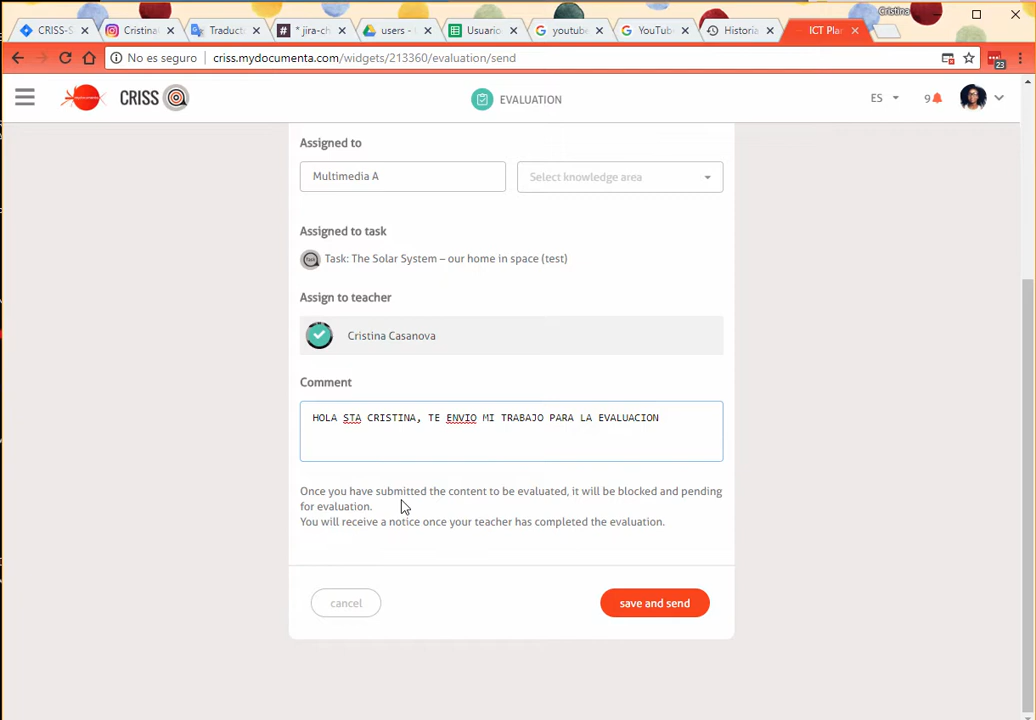 Cristina
CRISS-S
Cristinal
Traduct
* jira-ch
users - G
Usuario
youtube
YouTub
Historia
ICT Plan
No es seguro
criss.mydocumenta.com/widgets/213360/evaluation/send
23
CRISS
EVALUATION
ES
9
Assigned to
Multimedia A
Select knowledge area
Assigned to task
Task: The Solar System – our home in space (test)
Assign to teacher
Cristina Casanova
Comment
HOLA STA CRISTINA, TE ENVIO MI TRABAJO PARA LA EVALUACION
Once you have submitted the content to be evaluated, it will be blocked and pending
for evaluation.
You will receive a notice once your teacher has completed the evaluation.
cancel
save and send